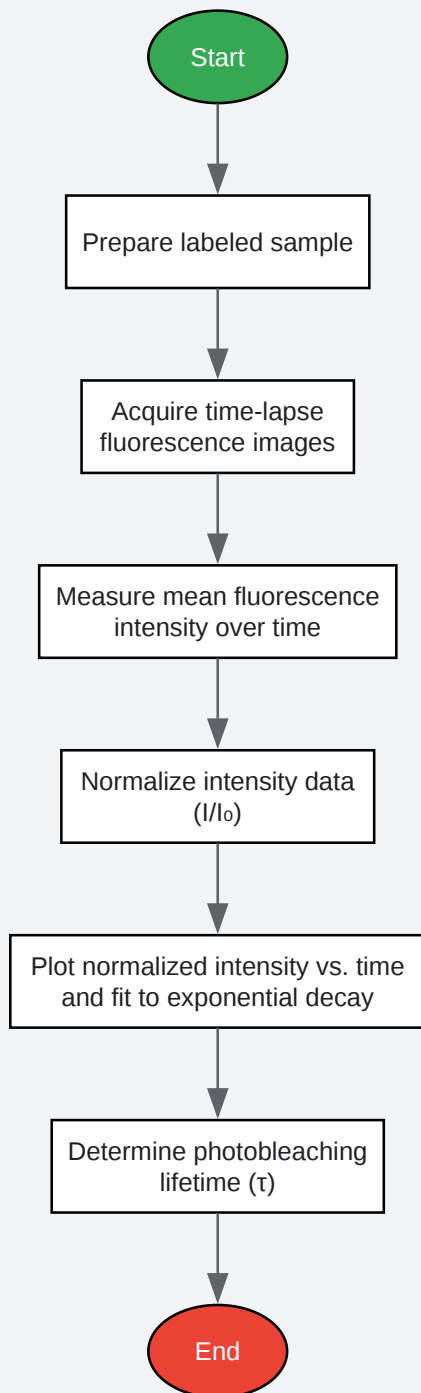 Start
Prepare labeled sample
Acquire time-lapse
fluorescence images
Measure mean fluorescence
intensity over time
Normalize intensity data
(I/I₀)
Plot normalized intensity vs. time
and fit to exponential decay
Determine photobleaching
lifetime (τ)
End